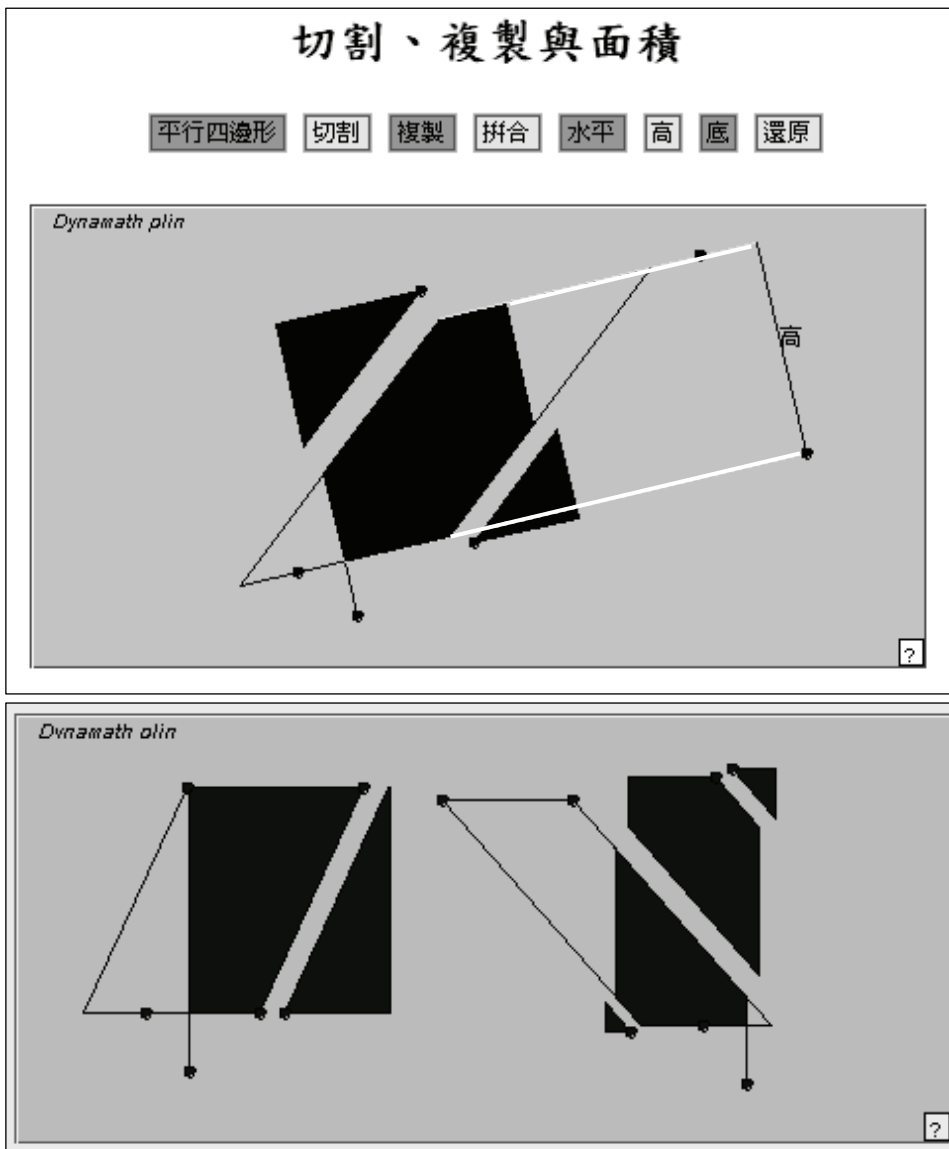 切割、複製與面積
平行四邊形 切割 複製 拼合 水平 高 底 還原
Dynamath plin
高
?
Dynamath plin
?